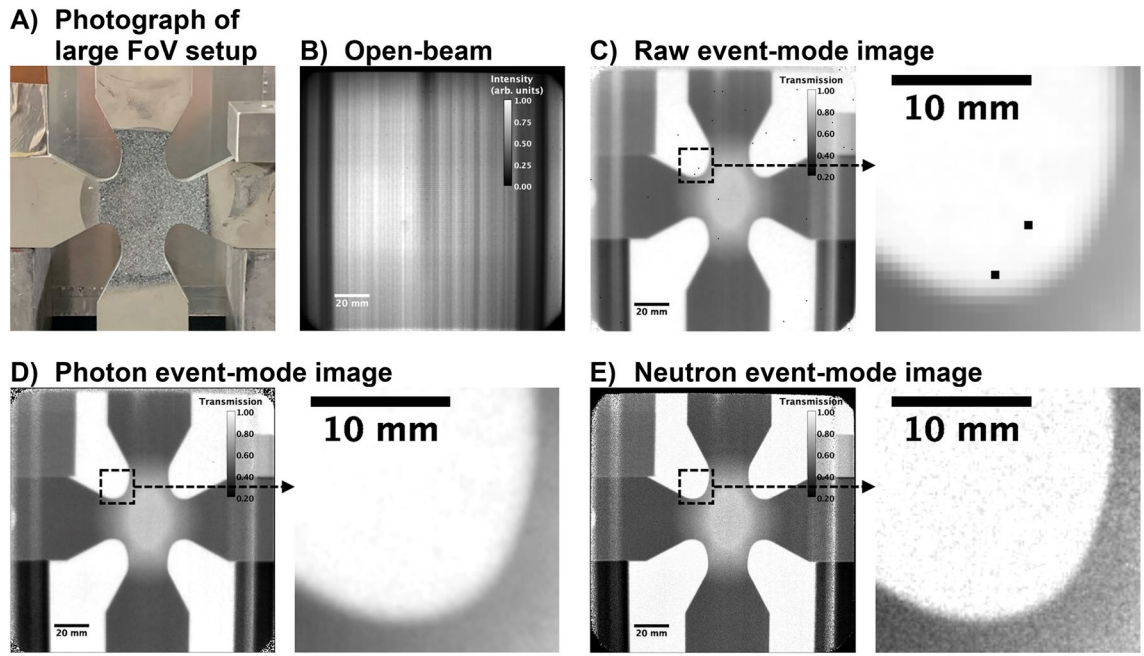 A) Photograph of
large FoV setup
B) Open-beam
Intensity
(arb. units)
1.00
0.75
0.50
0.25
0.00
20 mm
C) Raw event-mode image
Transmission
1.00
0.80
0.60
0.40
0.20
20 mm
10 mm
D) Photon event-mode image
Transmission
1.00
0.80
0.60
0.40
0.20
20 mm
10 mm
E) Neutron event-mode image
Transmission
1.00
0.80
0.60
0.40
0.20
20 mm
10 mm